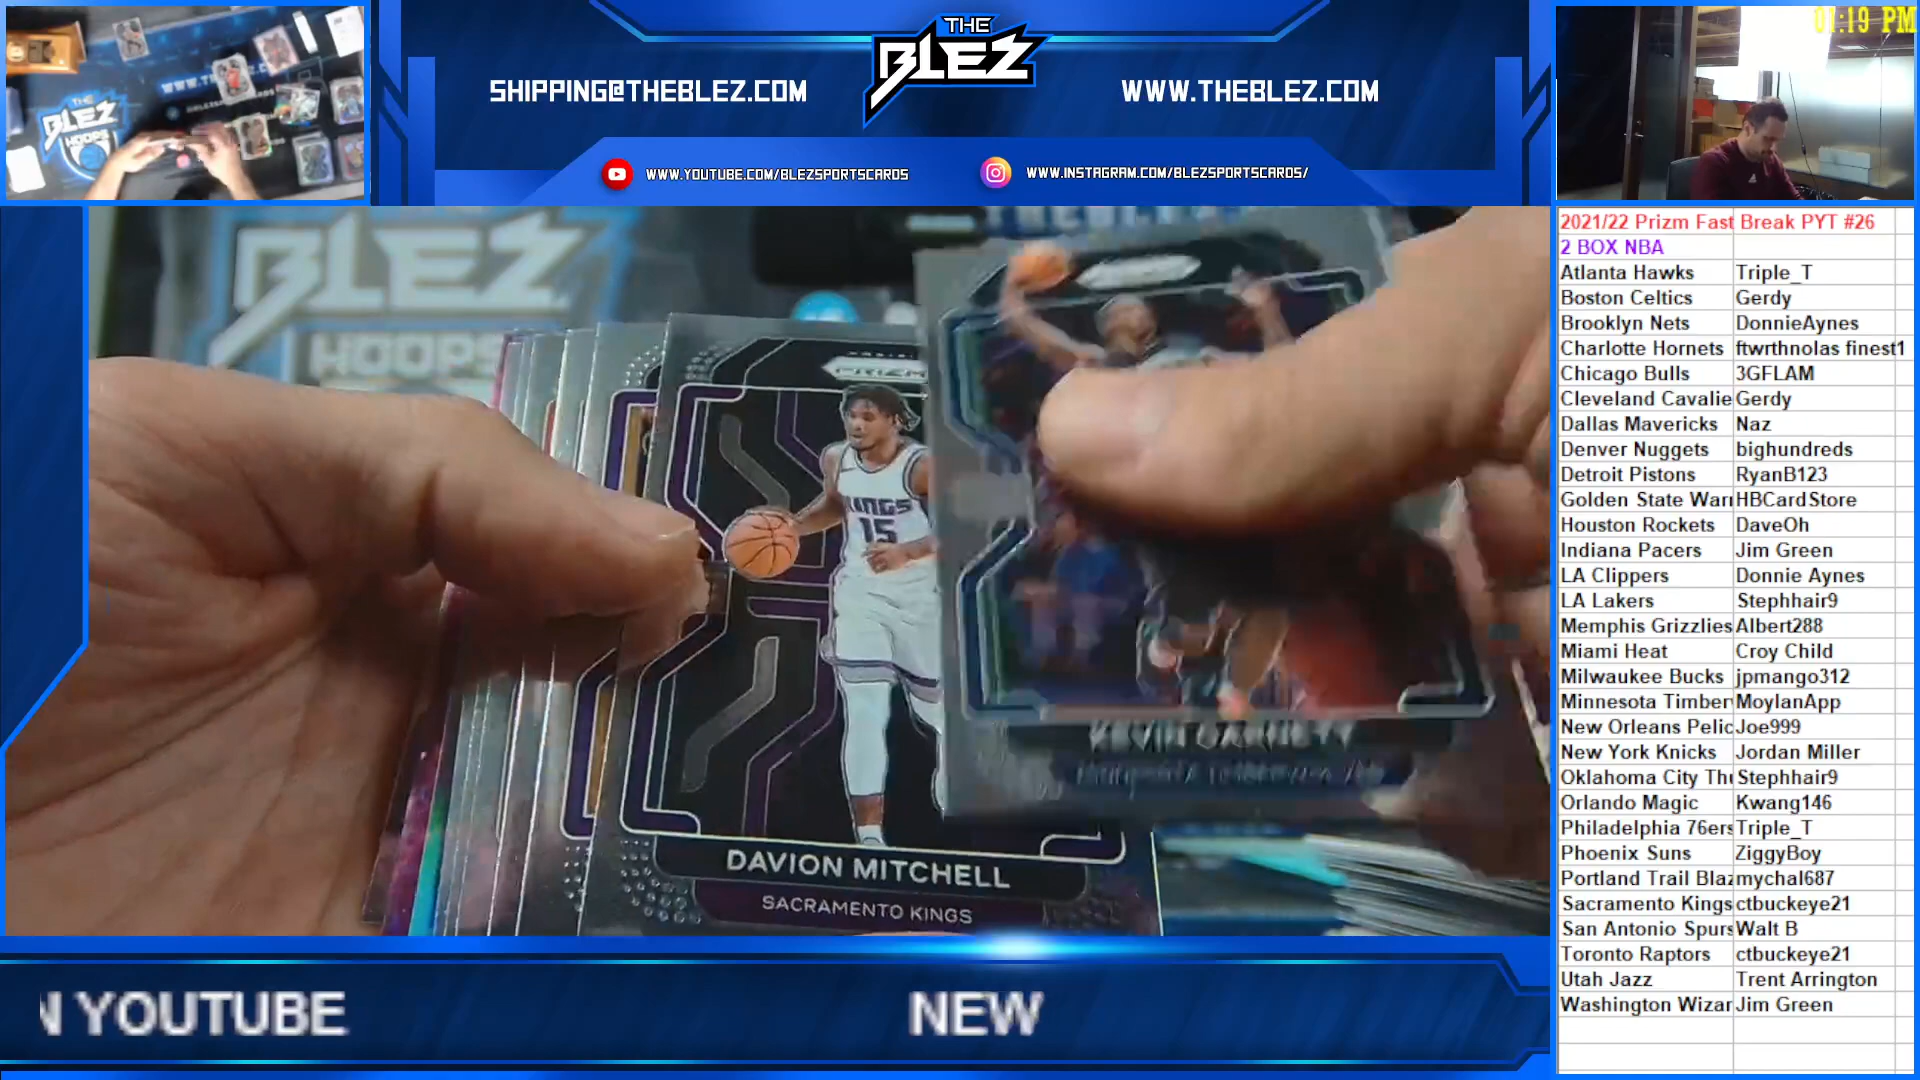 01:19 PM
THE
BLEZ
SHIPPING@THEBLEZ.COM
WWW.THEBLEZ.COM
WWW.YOUTUBE.COM/BLEZSPORTSCARDS
WWW.INSTAGRAM.COM/BLEZSPORTSCARDS/
THE
BLEZ
HOOPS
2021/22 Prizm Fast Break PYT #26
2 BOX NBA
Atlanta Hawks Triple_T
Boston Celtics Gerdy
Brooklyn Nets DonnieAynes
Charlotte Hornets ftwrthnolas finest1
Chicago Bulls 3GFLAM
Cleveland Cavalie Gerdy
Dallas Mavericks Naz
Denver Nuggets bighundreds
Detroit Pistons RyanB123
Golden State Warr HBCardStore
Houston Rockets DaveOh
Indiana Pacers Jim Green
LA Clippers Donnie Aynes
LA Lakers Stephhair9
Memphis Grizzlies Albert288
Miami Heat Croy Child
Milwaukee Bucks jpmango312
Minnesota Timber MoylanApp
New Orleans Pelic Joe999
New York Knicks Jordan Miller
Oklahoma City Thu Stephhair9
Orlando Magic Kwang146
Philadelphia 76ers Triple_T
Phoenix Suns ZiggyBoy
Portland Trail Blaz mychal687
Sacramento Kings ctbuckeye21
San Antonio Spurs Walt B
Toronto Raptors ctbuckeye21
Utah Jazz Trent Arrington
Washington Wizar Jim Green
BLEZ
HOOPS
PRIZM
KINGS
15
DAVION MITCHELL
SACRAMENTO KINGS
KEVIN GARNETT
N YOUTUBE
NEW